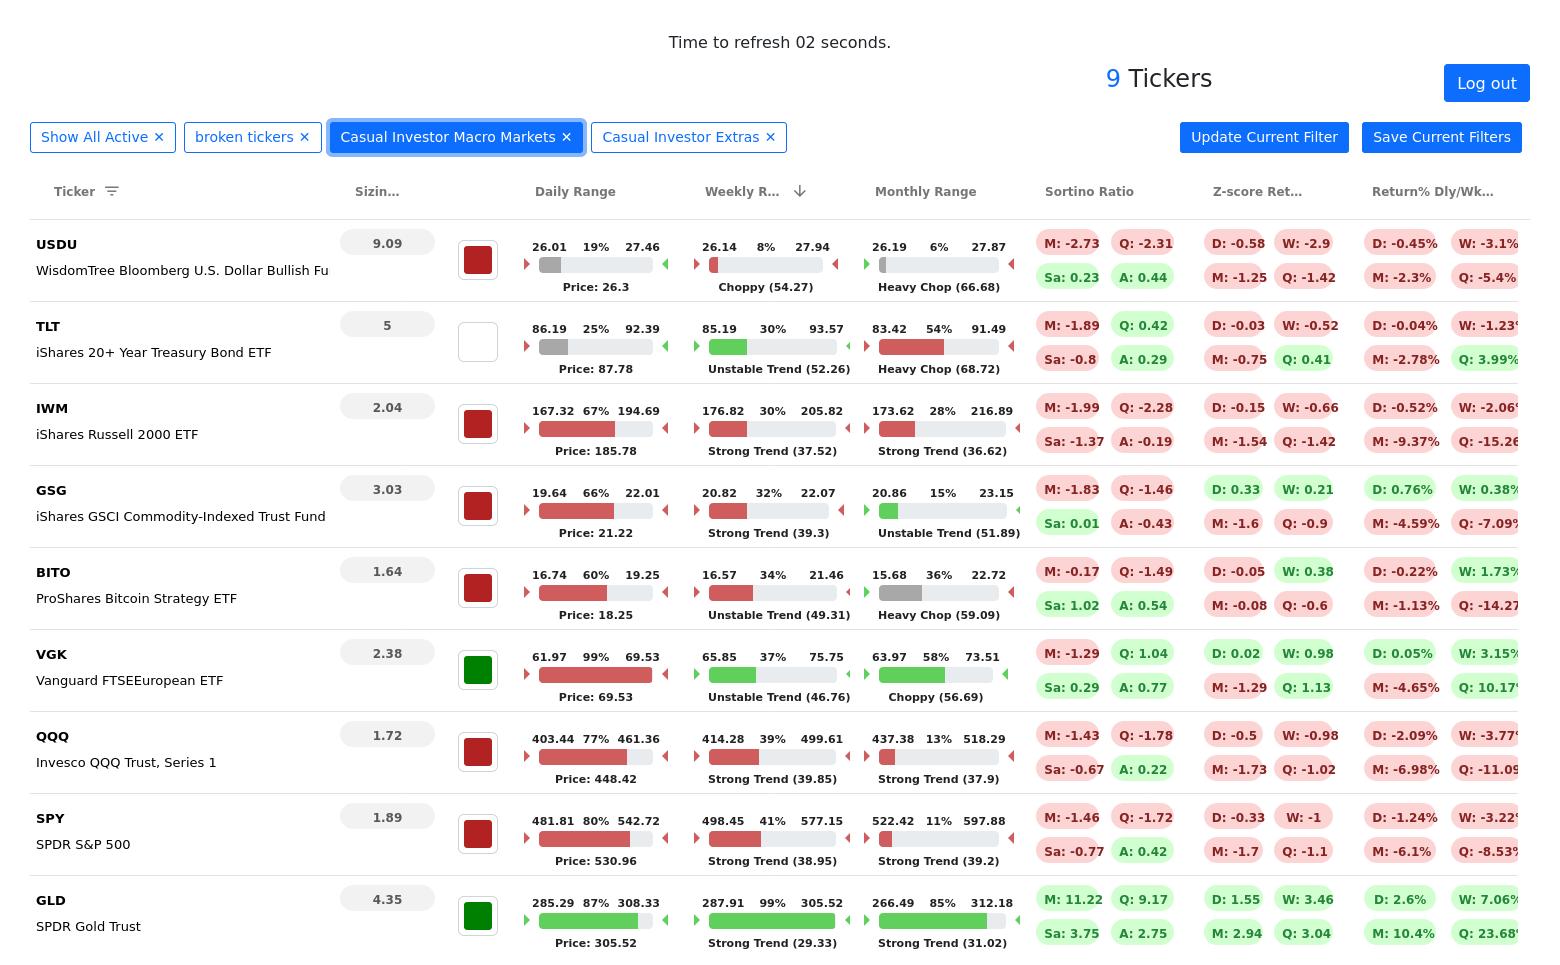 Time to refresh 02 seconds.
9 Tickers
Log out
Show All Active ✕ broken tickers ✕ Casual Investor Macro Markets ✕ Casual Investor Extras ✕ Update Current Filter Save Current Filters
Ticker Sizin... Daily Range Weekly R... Monthly Range Sortino Ratio Z-score Ret... Return% Dly/Wk...
USDU 9.09 26.01 19% 27.46 26.14 8% 27.94 26.19 6% 27.87 M: -2.73 Q: -2.31 D: -0.58 W: -2.9 D: -0.45% W: -3.1%
WisdomTree Bloomberg U.S. Dollar Bullish Fu Price: 26.3 Choppy (54.27) Heavy Chop (66.68) Sa: 0.23 A: 0.44 M: -1.25 Q: -1.42 M: -2.3% Q: -5.4%
TLT 5 86.19 25% 92.39 85.19 30% 93.57 83.42 54% 91.49 M: -1.89 Q: 0.42 D: -0.03 W: -0.52 D: -0.04% W: -1.23%
iShares 20+ Year Treasury Bond ETF Price: 87.78 Unstable Trend (52.26) Heavy Chop (68.72) Sa: -0.8 A: 0.29 M: -0.75 Q: 0.41 M: -2.78% Q: 3.99%
IWM 2.04 167.32 67% 194.69 176.82 30% 205.82 173.62 28% 216.89 M: -1.99 Q: -2.28 D: -0.15 W: -0.66 D: -0.52% W: -2.06%
iShares Russell 2000 ETF Price: 185.78 Strong Trend (37.52) Strong Trend (36.62) Sa: -1.37 A: -0.19 M: -1.54 Q: -1.42 M: -9.37% Q: -15.26
GSG 3.03 19.64 66% 22.01 20.82 32% 22.07 20.86 15% 23.15 M: -1.83 Q: -1.46 D: 0.33 W: 0.21 D: 0.76% W: 0.38%
iShares GSCI Commodity-Indexed Trust Fund Price: 21.22 Strong Trend (39.3) Unstable Trend (51.89) Sa: 0.01 A: -0.43 M: -1.6 Q: -0.9 M: -4.59% Q: -7.09%
BITO 1.64 16.74 60% 19.25 16.57 34% 21.46 15.68 36% 22.72 M: -0.17 Q: -1.49 D: -0.05 W: 0.38 D: -0.22% W: 1.73%
ProShares Bitcoin Strategy ETF Price: 18.25 Unstable Trend (49.31) Heavy Chop (59.09) Sa: 1.02 A: 0.54 M: -0.08 Q: -0.6 M: -1.13% Q: -14.27
VGK 2.38 61.97 99% 69.53 65.85 37% 75.75 63.97 58% 73.51 M: -1.29 Q: 1.04 D: 0.02 W: 0.98 D: 0.05% W: 3.15%
Vanguard FTSEEuropean ETF Price: 69.53 Unstable Trend (46.76) Choppy (56.69) Sa: 0.29 A: 0.77 M: -1.29 Q: 1.13 M: -4.65% Q: 10.17%
QQQ 1.72 403.44 77% 461.36 414.28 39% 499.61 437.38 13% 518.29 M: -1.43 Q: -1.78 D: -0.5 W: -0.98 D: -2.09% W: -3.77%
Invesco QQQ Trust, Series 1 Price: 448.42 Strong Trend (39.85) Strong Trend (37.9) Sa: -0.67 A: 0.22 M: -1.73 Q: -1.02 M: -6.98% Q: -11.09
SPY 1.89 481.81 80% 542.72 498.45 41% 577.15 522.42 11% 597.88 M: -1.46 Q: -1.72 D: -0.33 W: -1 D: -1.24% W: -3.22%
SPDR S&P 500 Price: 530.96 Strong Trend (38.95) Strong Trend (39.2) Sa: -0.77 A: 0.42 M: -1.7 Q: -1.1 M: -6.1% Q: -8.53%
GLD 4.35 285.29 87% 308.33 287.91 99% 305.52 266.49 85% 312.18 M: 11.22 Q: 9.17 D: 1.55 W: 3.46 D: 2.6% W: 7.06%
SPDR Gold Trust Price: 305.52 Strong Trend (29.33) Strong Trend (31.02) Sa: 3.75 A: 2.75 M: 2.94 Q: 3.04 M: 10.4% Q: 23.68%